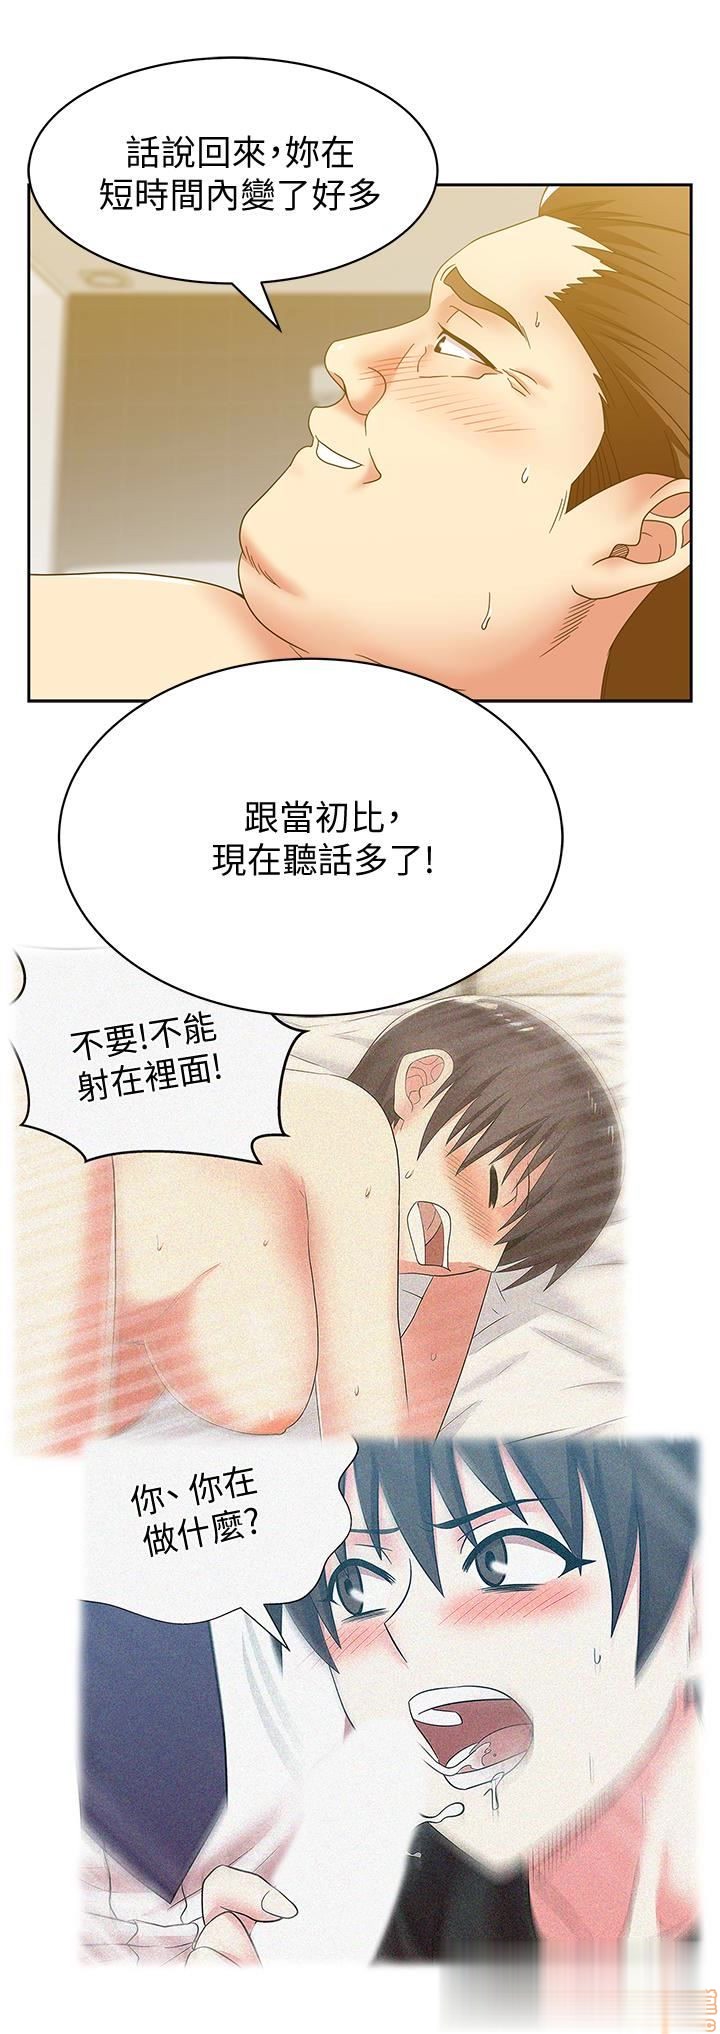 話說回來，妳在
短時間內變了好多
跟當初比，
現在聽話多了!
不要!不能
射在裡面!
你、你在
做什麼?